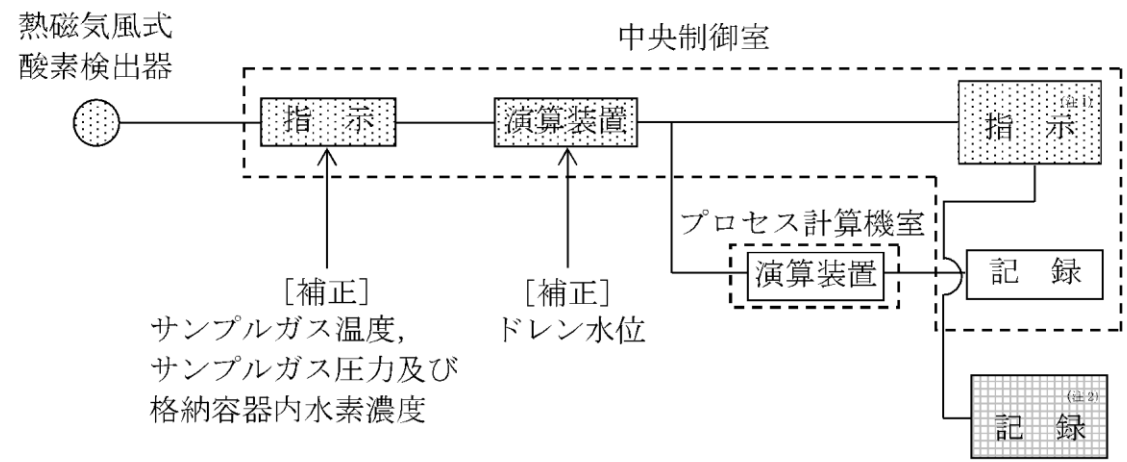 熱磁気風式
酸素検出器
中央制御室
指　示
演算装置
(注1)
指　示
プロセス計算機室
演算装置
記　録
[補正]
サンプルガス温度,
サンプルガス圧力及び
格納容器内水素濃度
[補正]
ドレン水位
(注2)
記　録